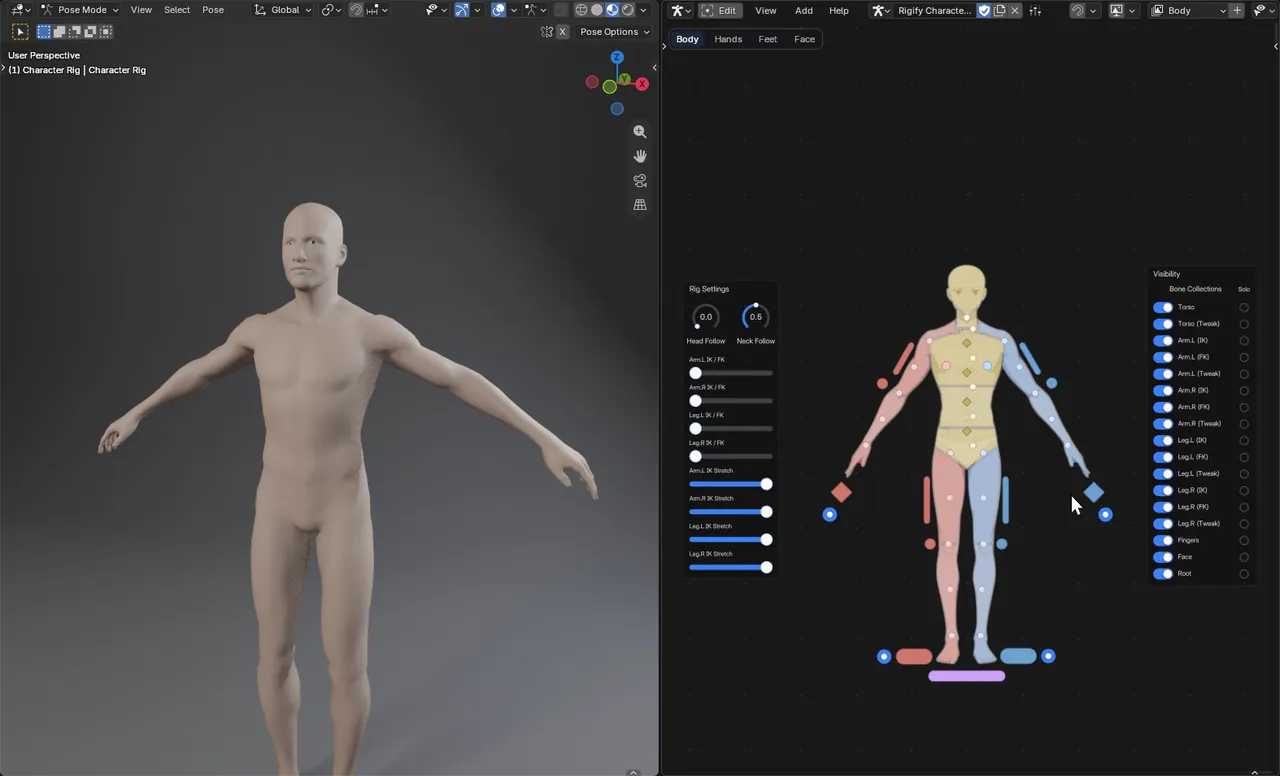 Pose Mode View Select Pose Global
Edit View Add Help Rigify Characte... Body
X Pose Options
Body Hands Feet Face
User Perspective
(1) Character Rig | Character Rig
Z
Y
X
Rig Settings
0.0 0.5
Head Follow Neck Follow
Arm.L IK / FK
Arm.R IK / FK
Leg.L IK / FK
Leg.R IK / FK
Arm.L IK Stretch
Arm.R IK Stretch
Leg.L IK Stretch
Leg.R IK Stretch
Visibility
Bone Collections Solo
Torso
Torso (Tweak)
Arm.L (IK)
Arm.L (FK)
Arm.L (Tweak)
Arm.R (IK)
Arm.R (FK)
Arm.R (Tweak)
Leg.L (IK)
Leg.L (FK)
Leg.L (Tweak)
Leg.R (IK)
Leg.R (FK)
Leg.R (Tweak)
Fingers
Face
Root